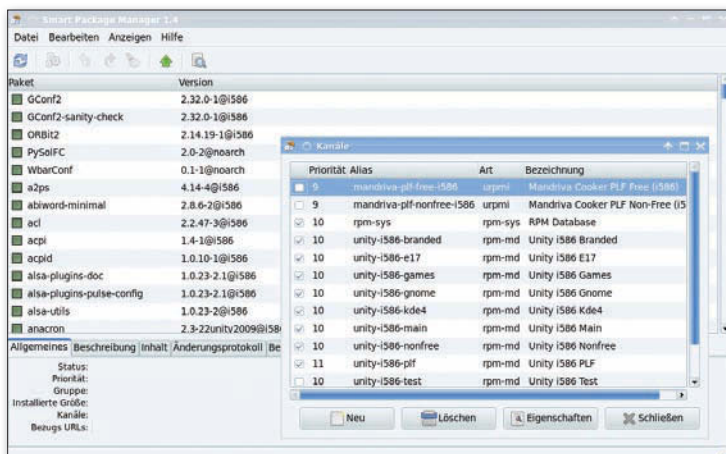 Smart Package Manager 1.4
Datei Bearbeiten Anzeigen Hilfe
Paket Version
GConf2 2.32.0-1@i586
GConf2-sanity-check 2.32.0-1@i586
ORBit2 2.14.19-1@i586
PySolFC 2.0-2@noarch
WbarConf 0.1-1@noarch
a2ps 4.14-4@i586
abiword-minimal 2.8.6-2@i586
acl 2.2.47-3@i586
acpi 1.4-1@i586
acpid 1.0.10-1@i586
alsa-plugins-doc 1.0.23-2.1@i586
alsa-plugins-pulse-config 1.0.23-2.1@i586
alsa-utils 1.0.23-2@i586
anacron 2.3-22unity2009@i58
Allgemeines Beschreibung Inhalt Änderungsprotokoll Be
Status:
Priorität:
Gruppe:
Installierte Größe:
Kanäle:
Bezugs URLs:
Kanäle
Priorität Alias Art Bezeichnung
9 mandriva-plf-free-i586 urpmi Mandriva Cooker PLF Free (i586)
9 mandriva-plf-nonfree-i586 urpmi Mandriva Cooker PLF Non-Free (i5
10 rpm-sys rpm-sys RPM Database
10 unity-i586-branded rpm-md Unity i586 Branded
10 unity-i586-e17 rpm-md Unity i586 E17
10 unity-i586-games rpm-md Unity i586 Games
10 unity-i586-gnome rpm-md Unity i586 Gnome
10 unity-i586-kde4 rpm-md Unity i586 Kde4
10 unity-i586-main rpm-md Unity i586 Main
10 unity-i586-nonfree rpm-md Unity i586 Nonfree
11 unity-i586-plf rpm-md Unity i586 PLF
10 unity-i586-test rpm-md Unity i586 Test
Neu Löschen Eigenschaften Schließen